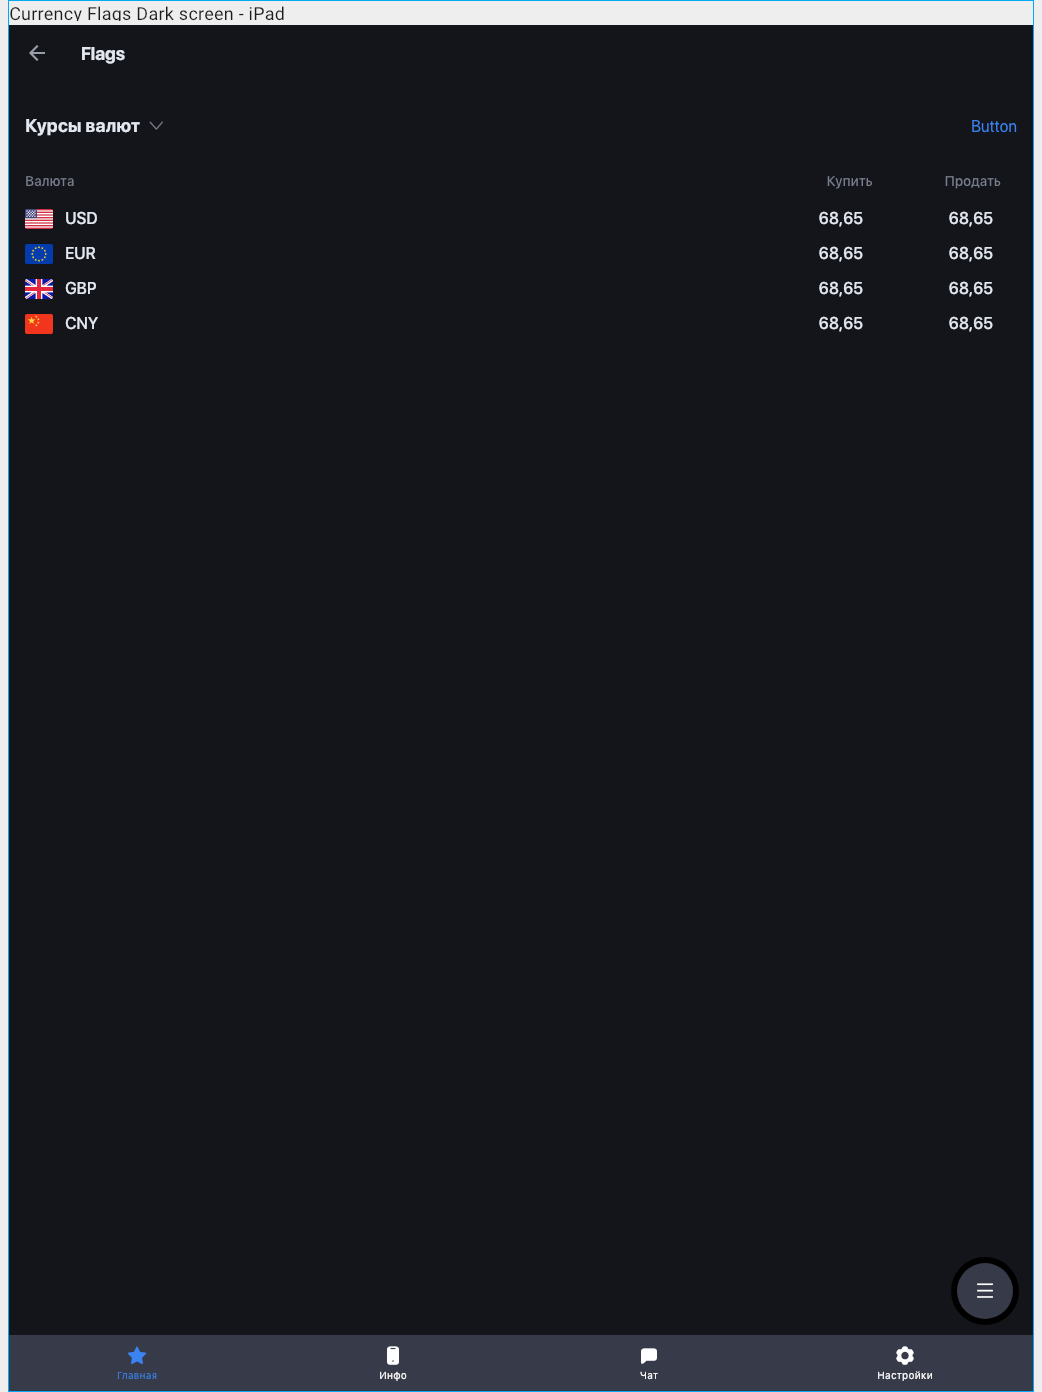 Currency Flags Dark screen - iPad
Flags
Курсы валют Button
Валюта Купить Продать
USD 68,65 68,65
EUR 68,65 68,65
GBP 68,65 68,65
CNY 68,65 68,65
Главная Инфо Чат Настройки